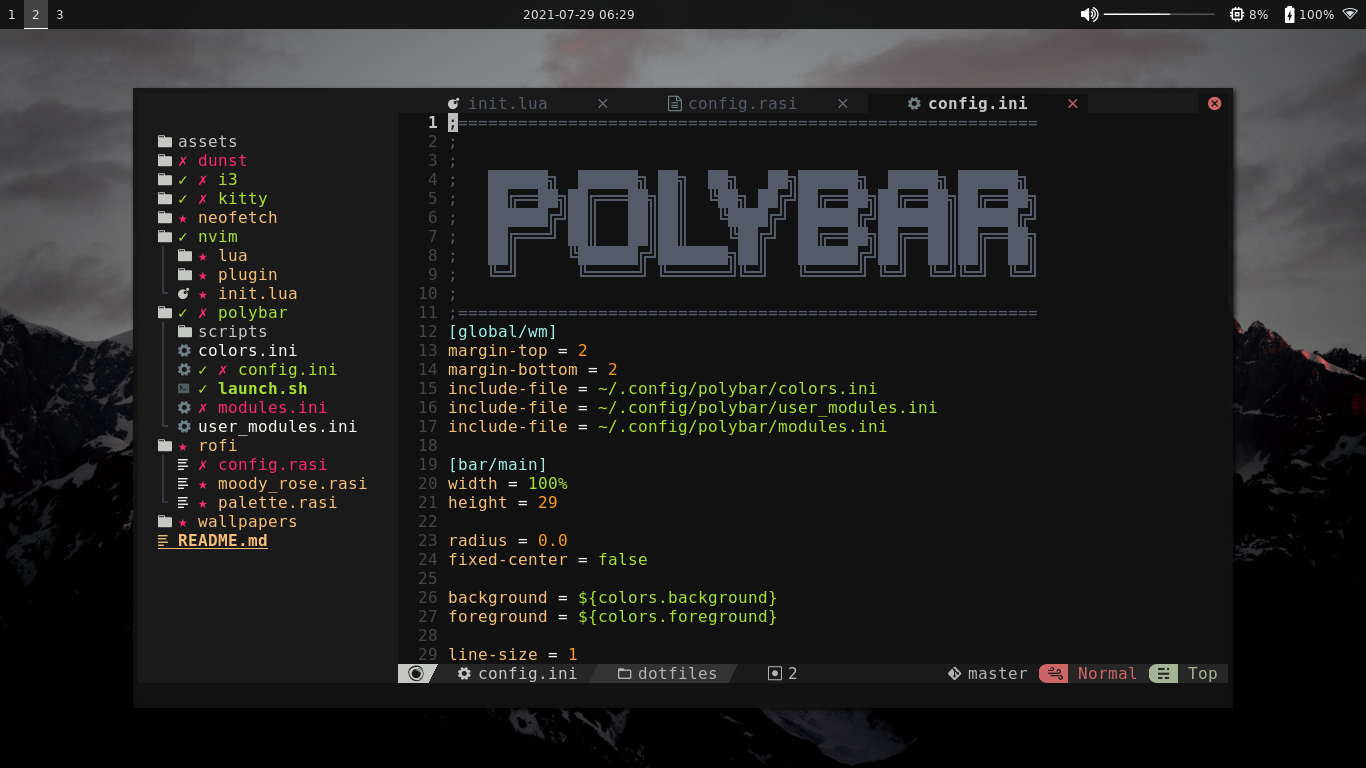 1 2 3 2021-07-29 06:29 8% 100%
init.lua × config.rasi × config.ini ×
assets
✗ dunst
✓ ✗ i3
✓ ✗ kitty
★ neofetch
✓ nvim
★ lua
★ plugin
★ init.lua
✓ ✗ polybar
scripts
colors.ini
✓ ✗ config.ini
✓ launch.sh
✗ modules.ini
user_modules.ini
★ rofi
✗ config.rasi
★ moody_rose.rasi
★ palette.rasi
★ wallpapers
README.md
1 ;==========================================================
2 ;
3 ;
4 ;
5 ;
6 ;
7 ;
8 ;
9 ;
POLYBAR
10 ;
11 ;==========================================================
12 [global/wm]
13 margin-top = 2
14 margin-bottom = 2
15 include-file = ~/.config/polybar/colors.ini
16 include-file = ~/.config/polybar/user_modules.ini
17 include-file = ~/.config/polybar/modules.ini
18
19 [bar/main]
20 width = 100%
21 height = 29
22
23 radius = 0.0
24 fixed-center = false
25
26 background = ${colors.background}
27 foreground = ${colors.foreground}
28
29 line-size = 1
config.ini dotfiles 2 master Normal Top